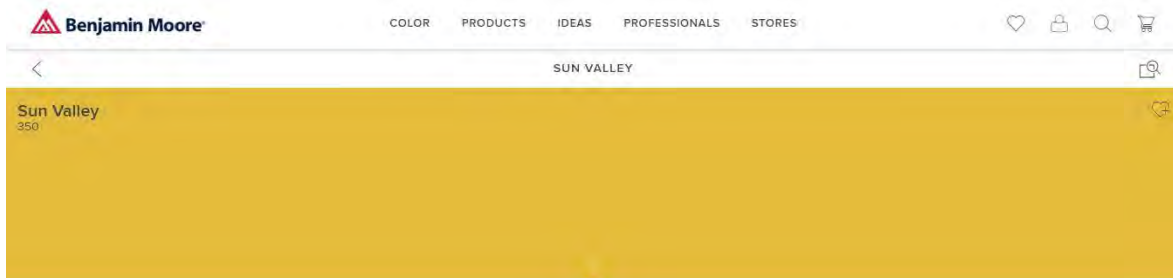 Benjamin Moore
COLOR PRODUCTS IDEAS PROFESSIONALS STORES
SUN VALLEY
Sun Valley
350